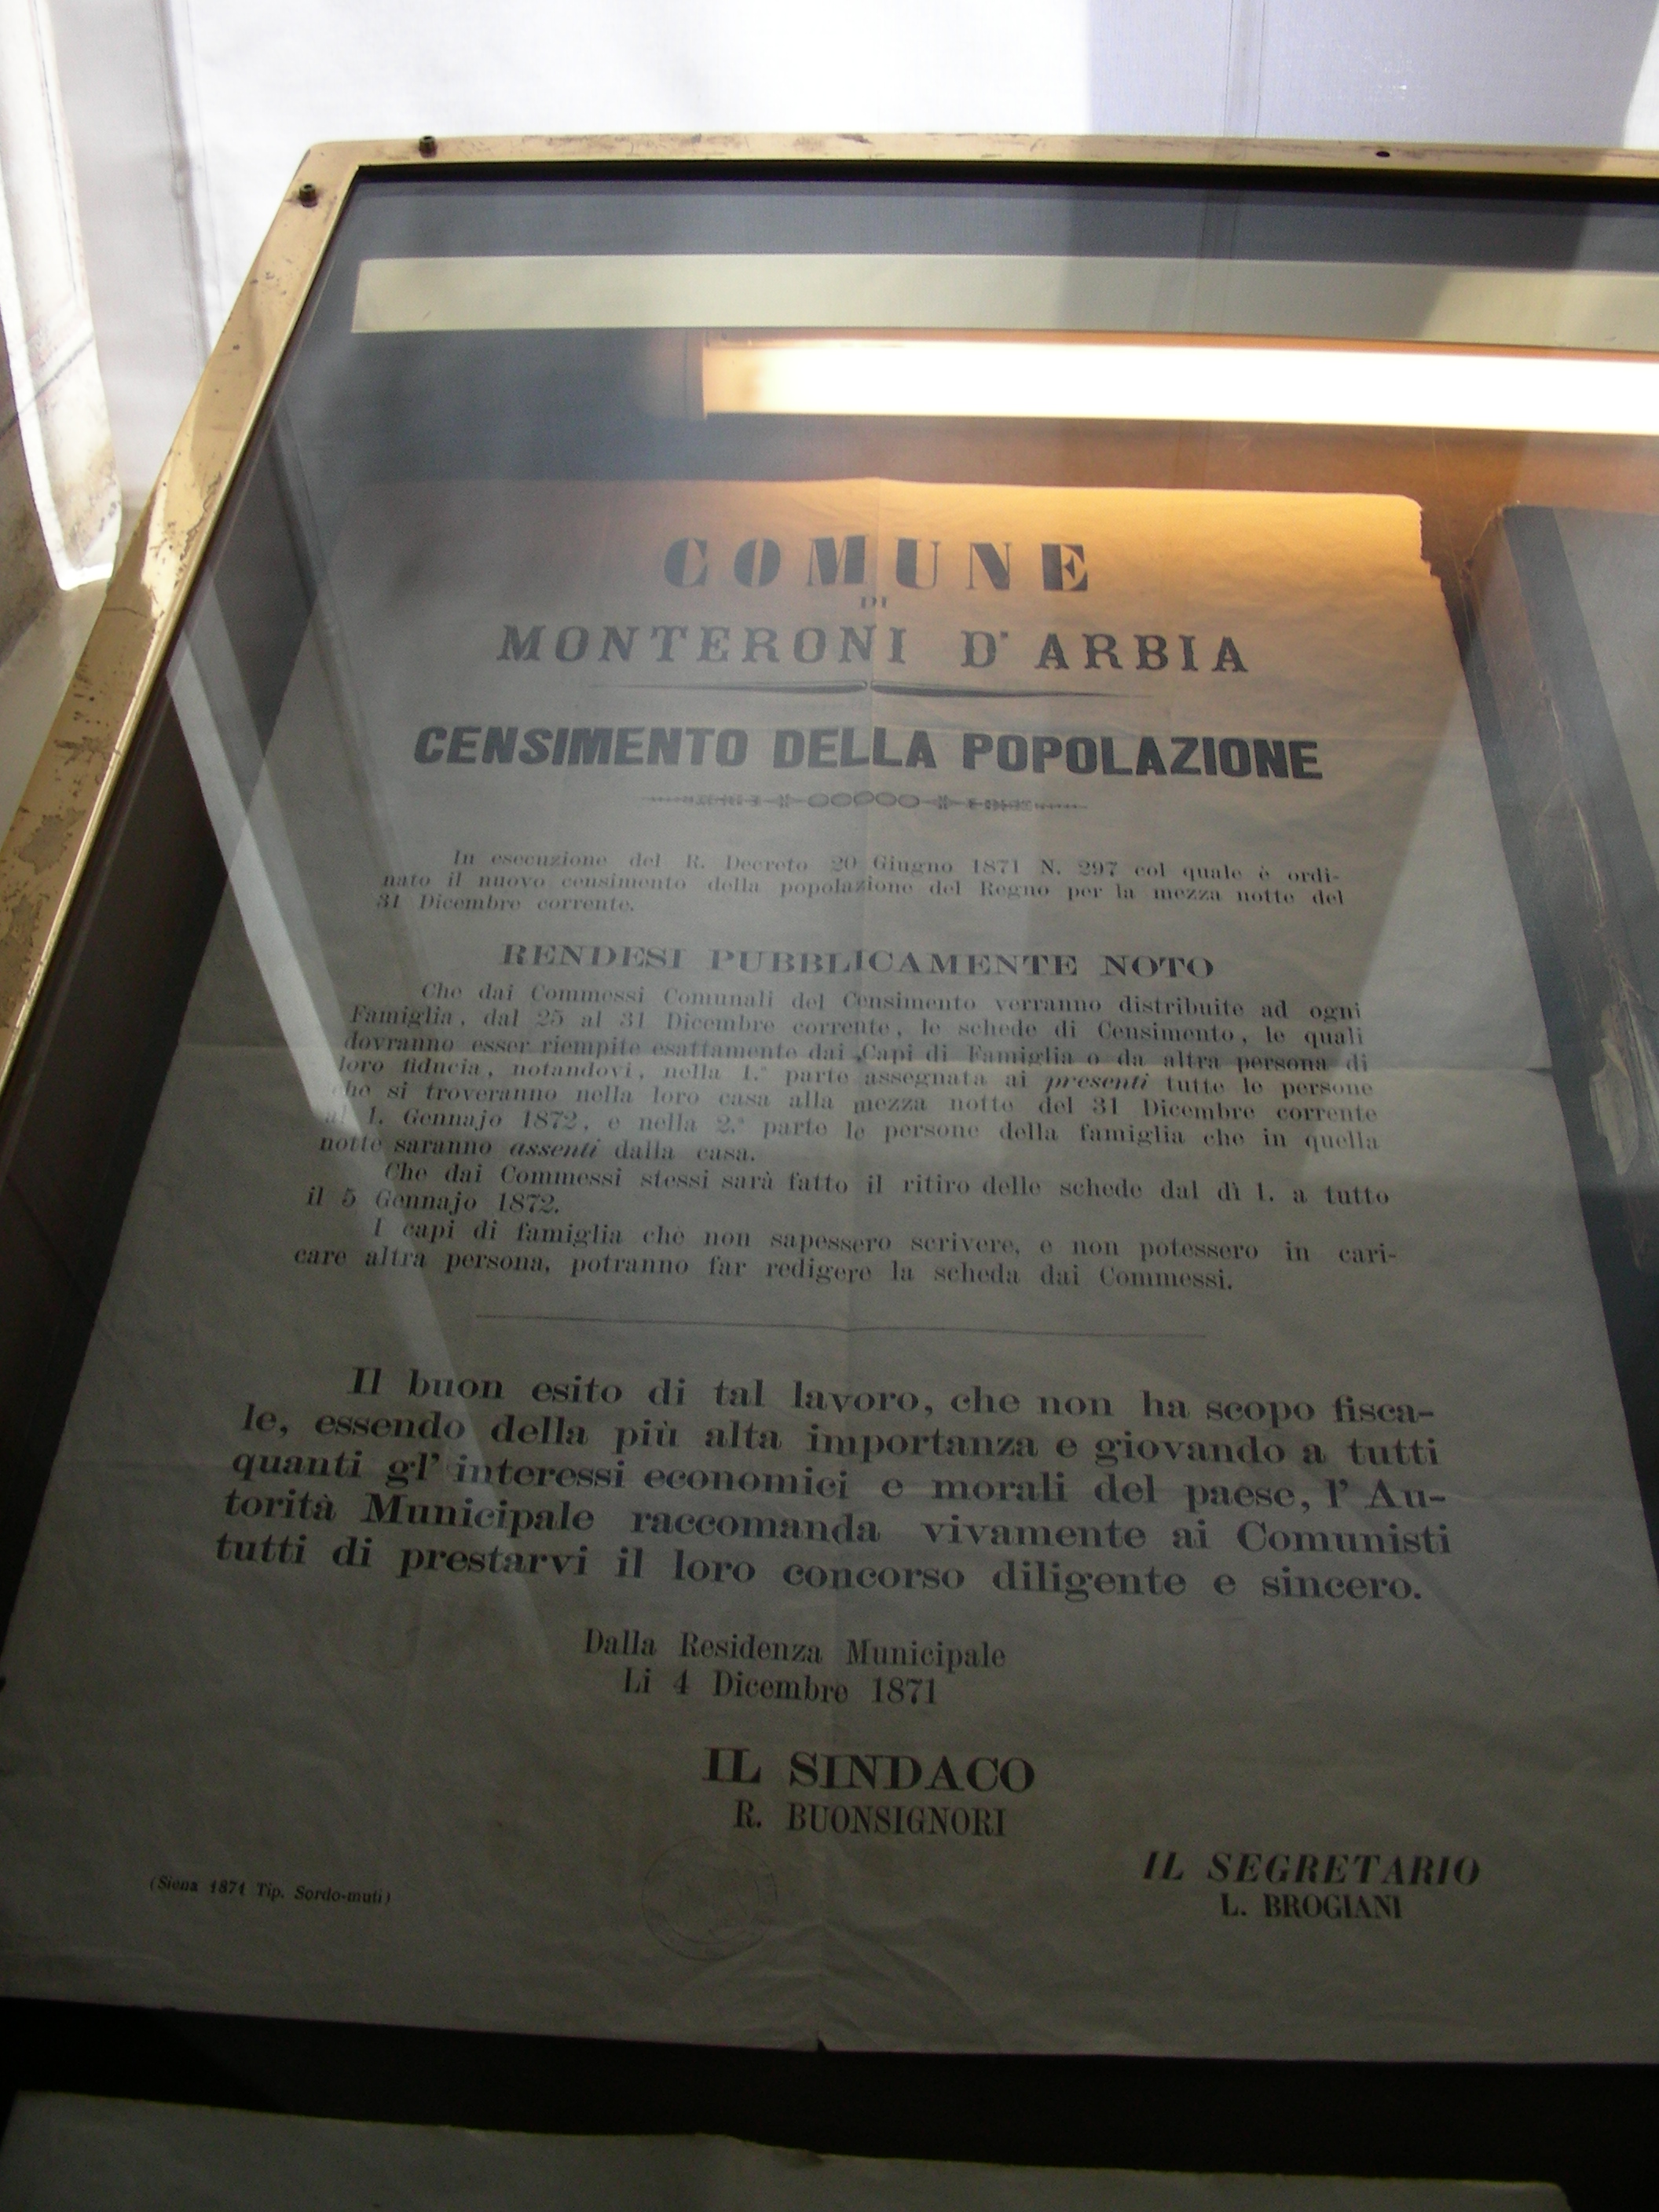 COMUNE
DI
MONTERONI D'ARBIA
CENSIMENTO DELLA POPOLAZIONE
In esecuzione del R. Decreto 20 Giugno 1871 N. 297 col quale è ordi-
nato il nuovo censimento della popolazione del Regno per la mezza notte del
31 Dicembre corrente.
RENDESI PUBBLICAMENTE NOTO
Che dai Commessi Comunali del Censimento verranno distribuite ad ogni
Famiglia, dal 25 al 31 Dicembre corrente, le schede di Censimento, le quali
dovranno esser riempite esattamente dai Capi di Famiglia o da altra persona di
loro fiducia, notandovi, nella 1.ª parte assegnata ai presenti tutte le persone
che si troveranno nella loro casa alla mezza notte del 31 Dicembre corrente
al 1. Gennajo 1872, e nella 2.ª parte le persone della famiglia che in quella
notte saranno assenti dalla casa.
Che dai Commessi stessi sarà fatto il ritiro delle schede dal dì 1. a tutto
il 5 Gennajo 1872.
I capi di famiglia che non sapessero scrivere, e non potessero in cari-
care altra persona, potranno far redigere la scheda dai Commessi.
Il buon esito di tal lavoro, che non ha scopo fisca-
le, essendo della più alta importanza e giovando a tutti
quanti gl' interessi economici e morali del paese, l' Au-
torità Municipale raccomanda vivamente ai Comunisti
tutti di prestarvi il loro concorso diligente e sincero.
Dalla Residenza Municipale
Li 4 Dicembre 1871
IL SINDACO
R. BUONSIGNORI
IL SEGRETARIO
L. BROGIANI
(Siena 1871 Tip. Sordo-muti)